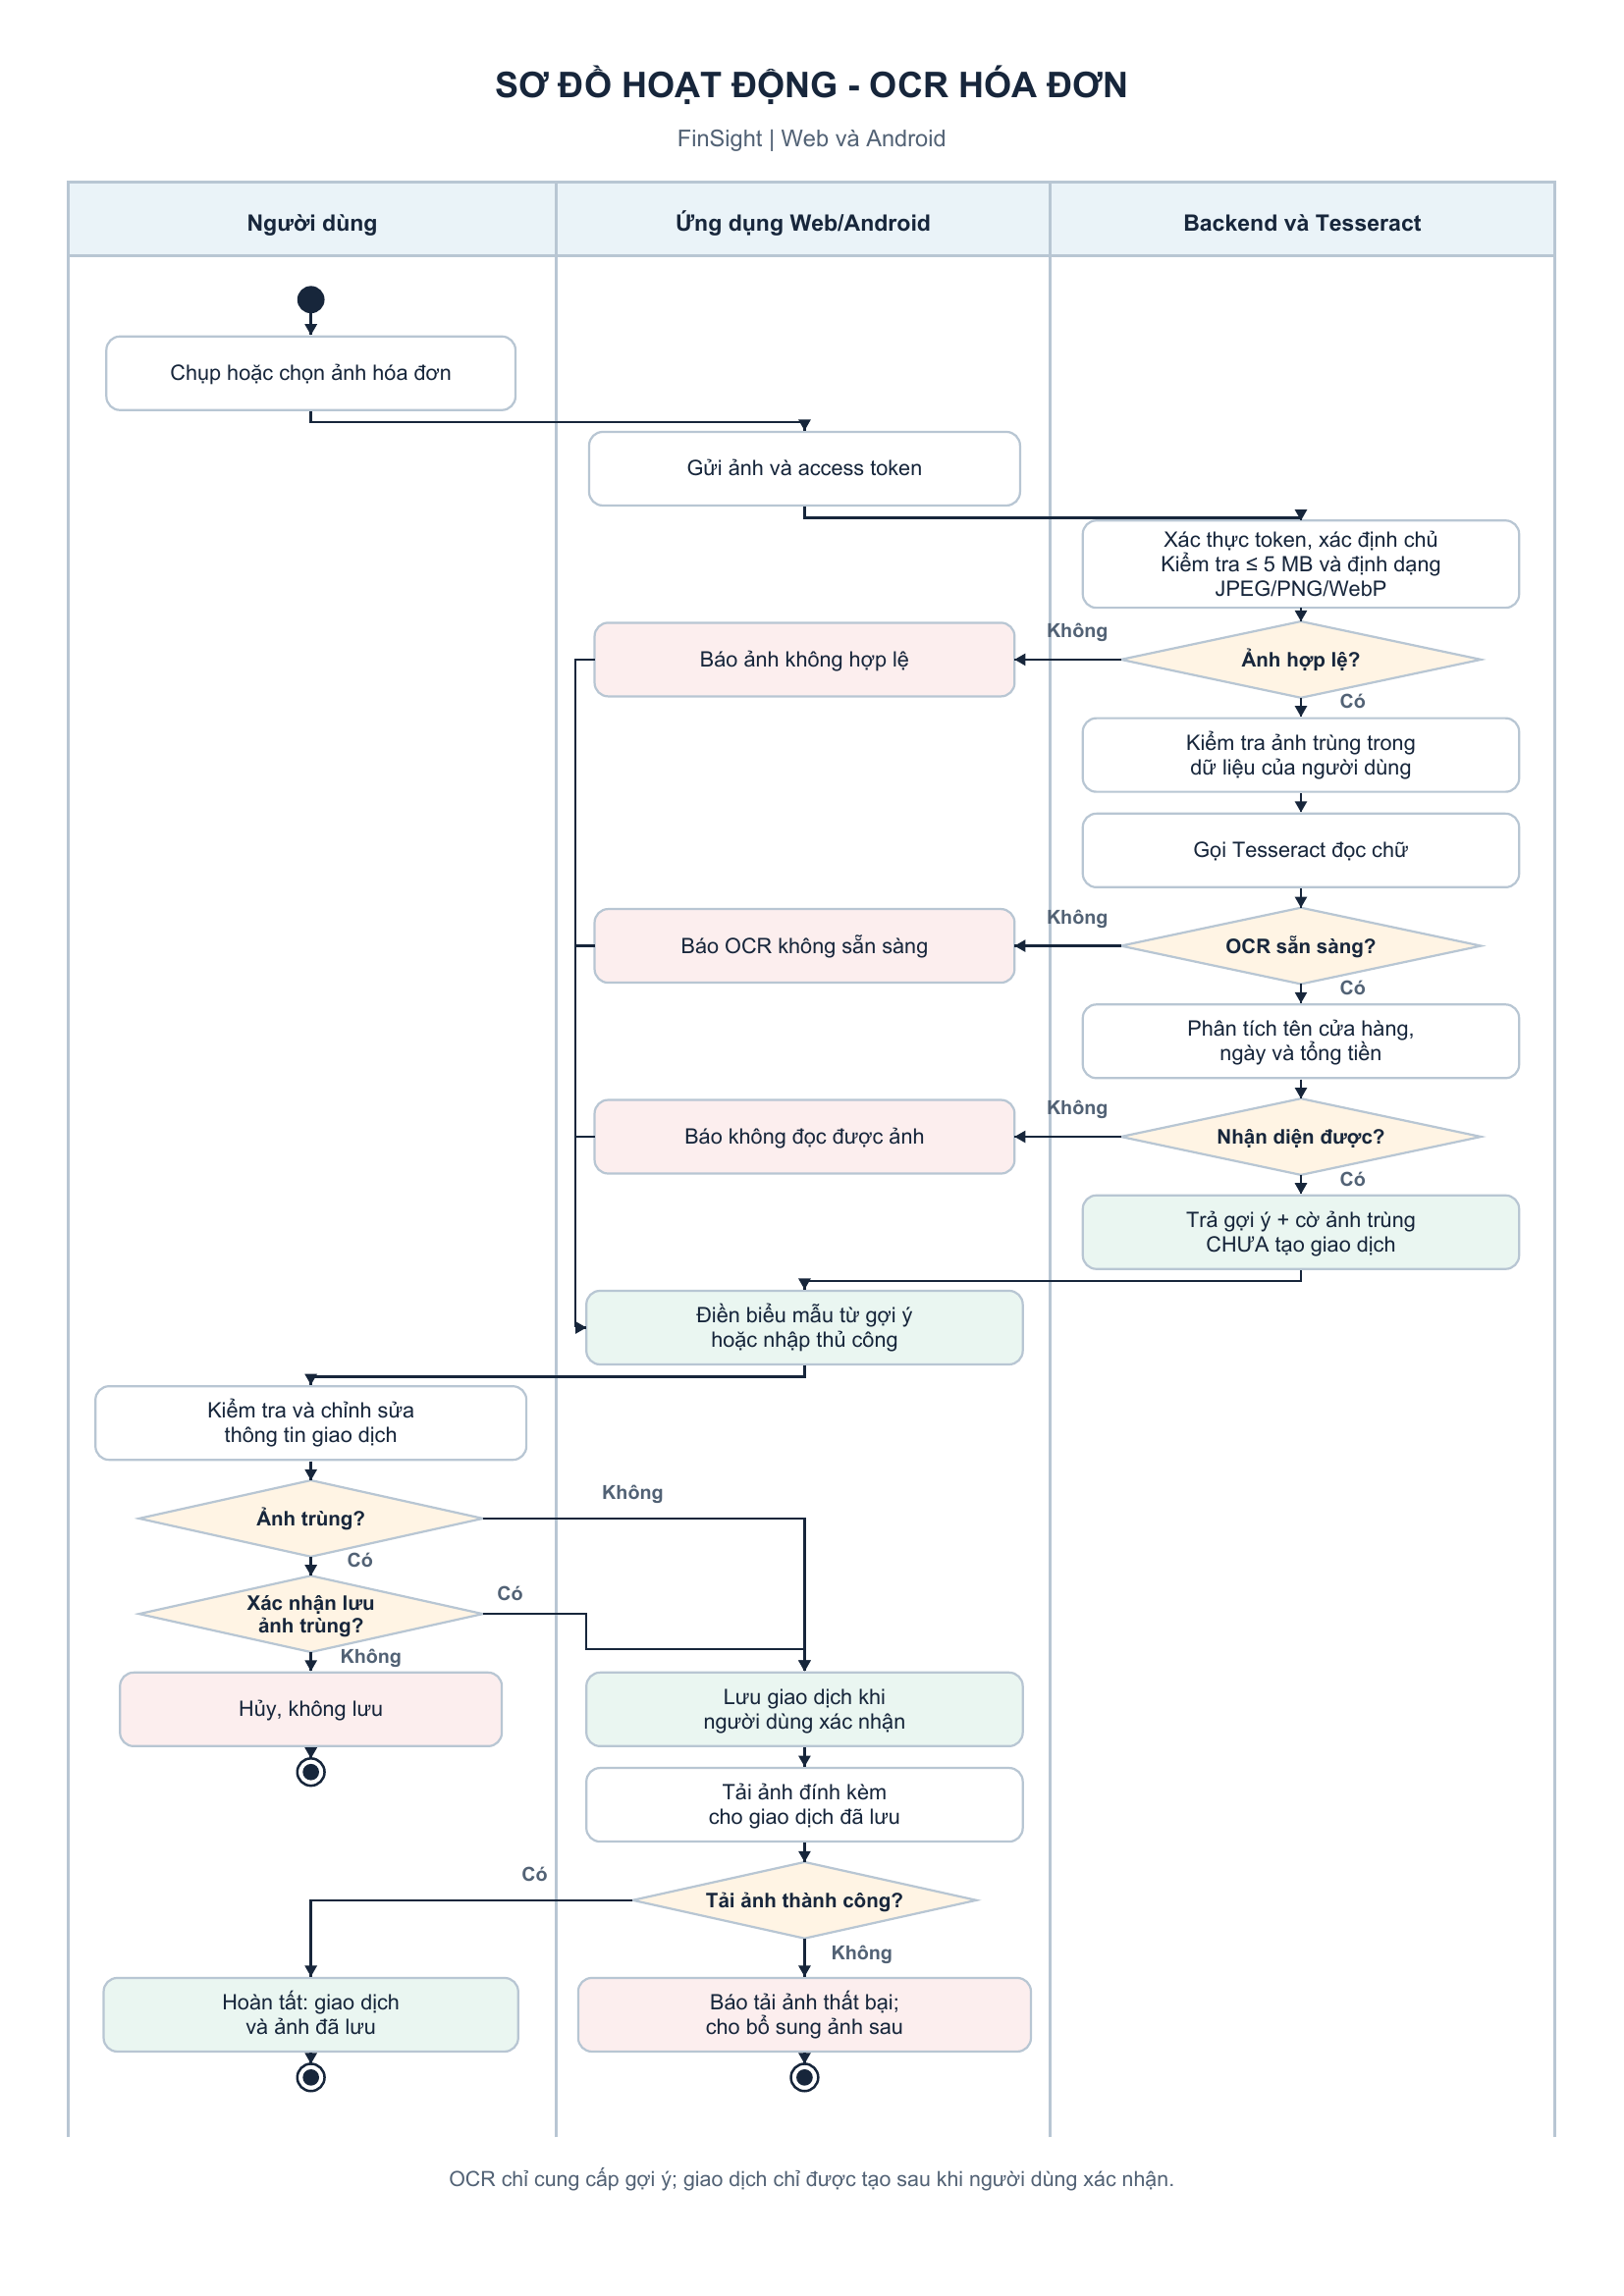 SƠ ĐỒ HOẠT ĐỘNG - OCR HÓA ĐƠN
FinSight | Web và Android
Người dùng
Ứng dụng Web/Android
Backend và Tesseract
Chụp hoặc chọn ảnh hóa đơn
Gửi ảnh và access token
Xác thực token, xác định chủ
Kiểm tra ≤ 5 MB và định dạng
JPEG/PNG/WebP
Báo ảnh không hợp lệ
Không
Ảnh hợp lệ?
Có
Kiểm tra ảnh trùng trong
dữ liệu của người dùng
Gọi Tesseract đọc chữ
Báo OCR không sẵn sàng
Không
OCR sẵn sàng?
Có
Phân tích tên cửa hàng,
ngày và tổng tiền
Báo không đọc được ảnh
Không
Nhận diện được?
Có
Trả gợi ý + cờ ảnh trùng
CHƯA tạo giao dịch
Điền biểu mẫu từ gợi ý
hoặc nhập thủ công
Kiểm tra và chỉnh sửa
thông tin giao dịch
Ảnh trùng?
Không
Có
Xác nhận lưu
ảnh trùng?
Có
Không
Hủy, không lưu
Lưu giao dịch khi
người dùng xác nhận
Tải ảnh đính kèm
cho giao dịch đã lưu
Có
Tải ảnh thành công?
Không
Hoàn tất: giao dịch
và ảnh đã lưu
Báo tải ảnh thất bại;
cho bổ sung ảnh sau
OCR chỉ cung cấp gợi ý; giao dịch chỉ được tạo sau khi người dùng xác nhận.